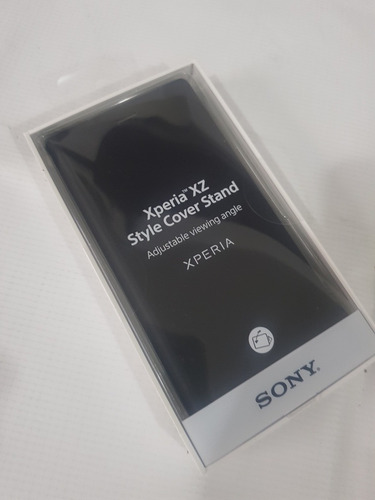 Xperia™ XZ
Style Cover Stand
Adjustable viewing angle
XPERIA
SONY